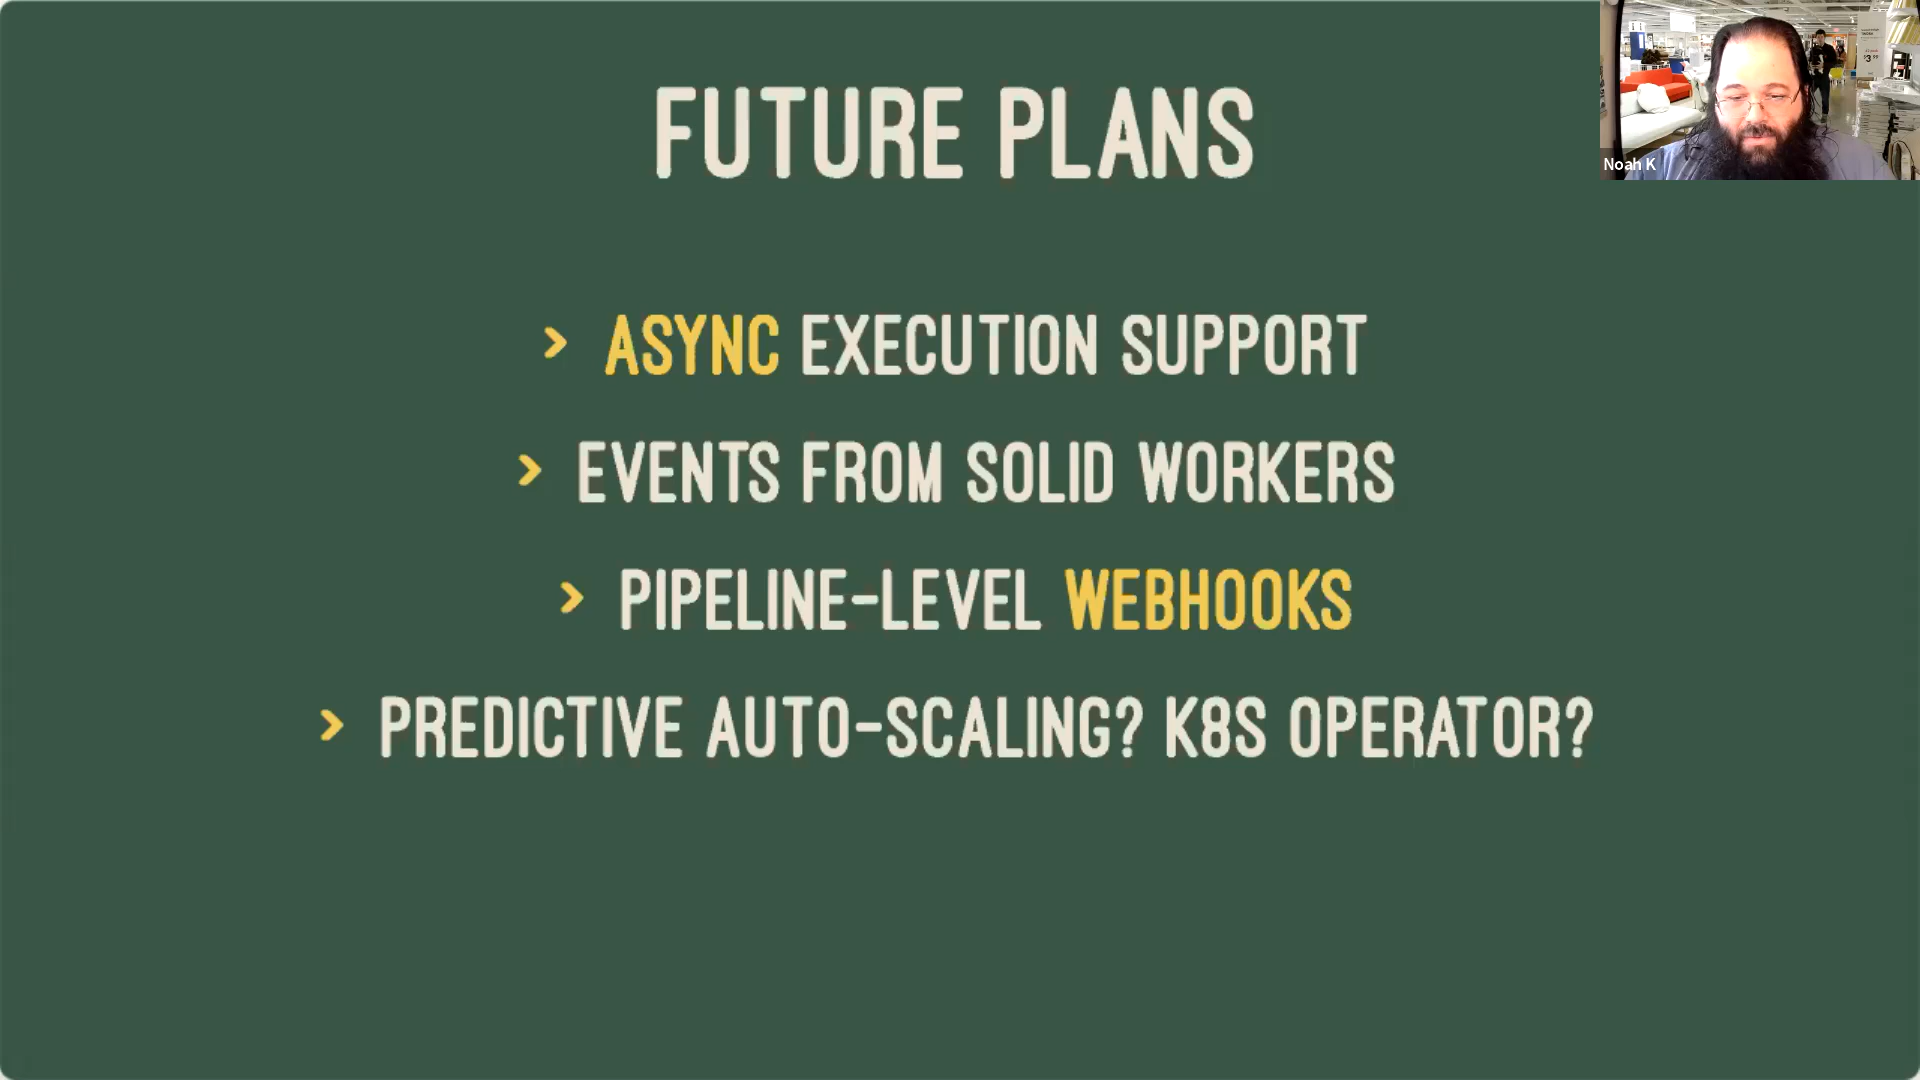 FUTURE PLANS
> ASYNC EXECUTION SUPPORT
> EVENTS FROM SOLID WORKERS
> PIPELINE-LEVEL WEBHOOKS
> PREDICTIVE AUTO-SCALING? K8S OPERATOR?
Noah K